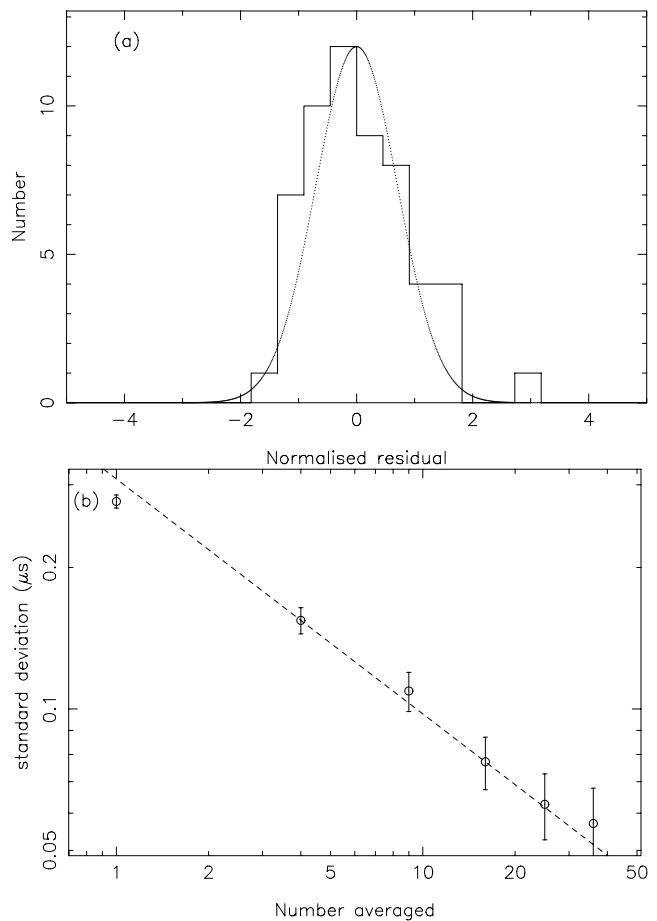 (a)
Number
10
5
0
−4
−2
0
2
4
Normalised residual
(b)
standard deviation (μs)
0.2
0.1
0.05
1
2
5
10
20
50
Number averaged